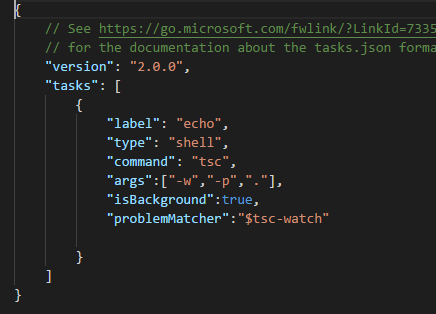 {
// See https://go.microsoft.com/fwlink/?LinkId=7335
// for the documentation about the tasks.json forma
"version": "2.0.0",
"tasks": [
{
"label": "echo",
"type": "shell",
"command": "tsc",
"args":["-w","-p","."],
"isBackground":true,
"problemMatcher":"$tsc-watch"
}
]
}